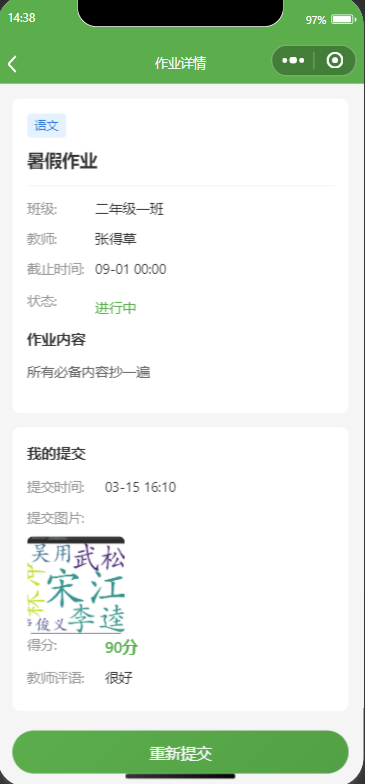 14:38
97%
作业详情
语文
暑假作业
班级: 二年级一班
教师: 张得草
截止时间: 09-01 00:00
状态: 进行中
作业内容
所有必备内容抄一遍
我的提交
提交时间: 03-15 16:10
提交图片:
吴用 武松
宋江
李逵
俊义
得分: 90分
教师评语: 很好
重新提交